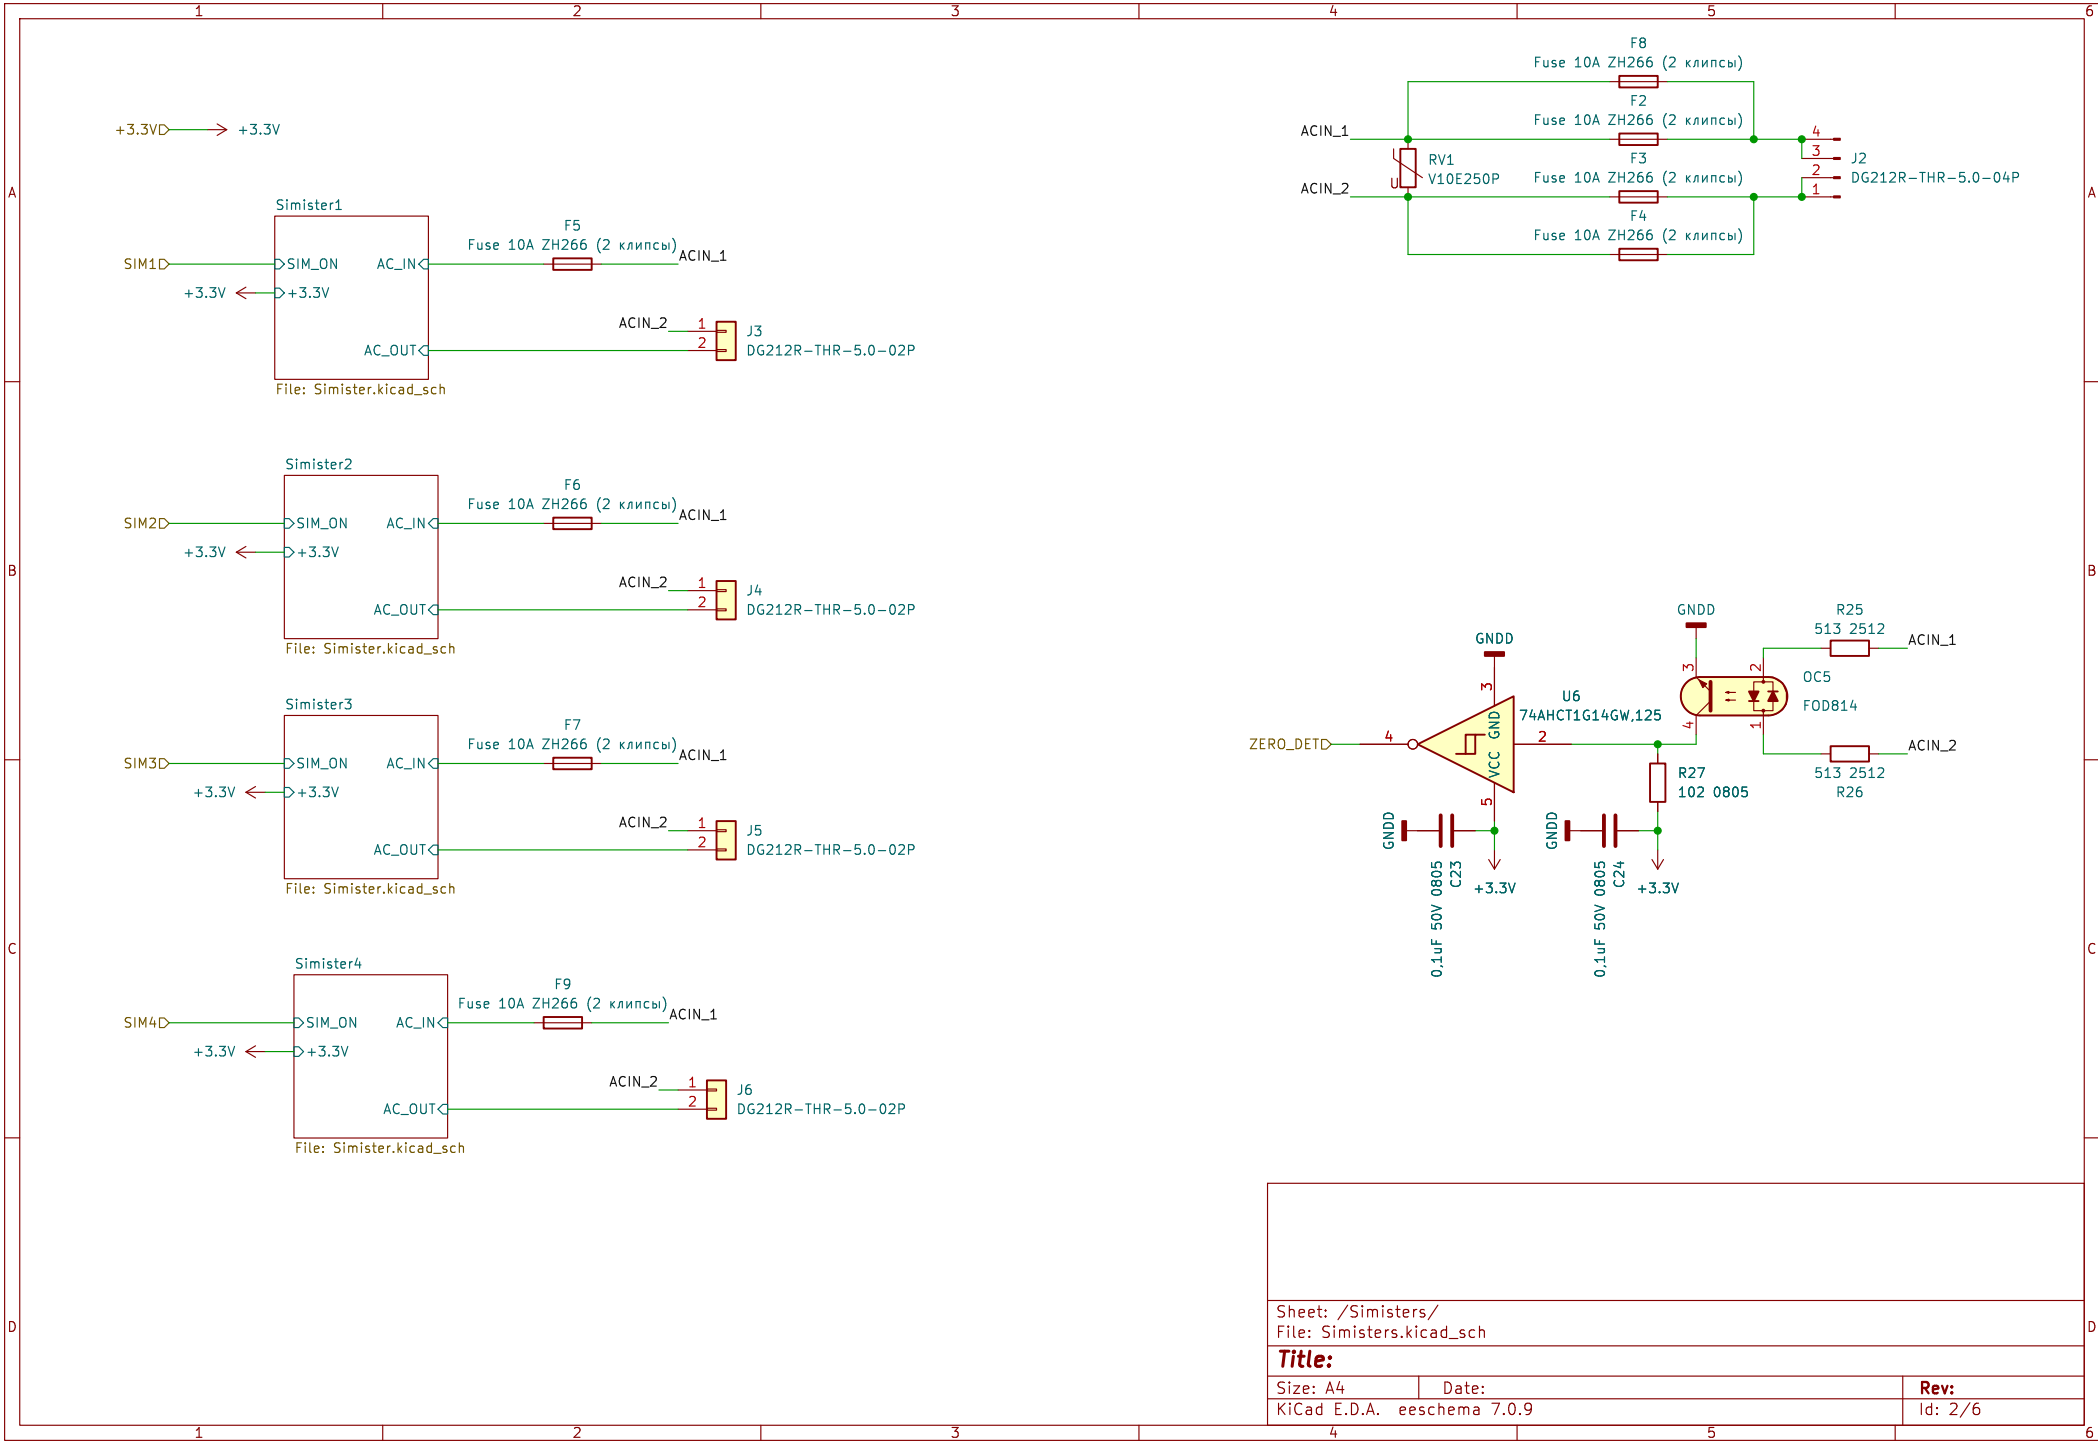 1 2 3 4 5 6
A
B
C
D
A
B
C
D
+3.3V +3.3V
Simister1
SIM1
SIM_ON
AC_IN
+3.3V
+3.3V
AC_OUT
File: Simister.kicad_sch
F5
Fuse 10A ZH266 (2 клипсы)
ACIN_1
ACIN_2
1
2
J3
DG212R-THR-5.0-02P
Simister2
SIM2
SIM_ON
AC_IN
+3.3V
+3.3V
AC_OUT
File: Simister.kicad_sch
F6
Fuse 10A ZH266 (2 клипсы)
ACIN_1
ACIN_2
1
2
J4
DG212R-THR-5.0-02P
Simister3
SIM3
SIM_ON
AC_IN
+3.3V
+3.3V
AC_OUT
File: Simister.kicad_sch
F7
Fuse 10A ZH266 (2 клипсы)
ACIN_1
ACIN_2
1
2
J5
DG212R-THR-5.0-02P
Simister4
SIM4
SIM_ON
AC_IN
+3.3V
+3.3V
AC_OUT
File: Simister.kicad_sch
F9
Fuse 10A ZH266 (2 клипсы)
ACIN_1
ACIN_2
1
2
J6
DG212R-THR-5.0-02P
F8
Fuse 10A ZH266 (2 клипсы)
F2
Fuse 10A ZH266 (2 клипсы)
F3
Fuse 10A ZH266 (2 клипсы)
F4
Fuse 10A ZH266 (2 клипсы)
ACIN_1
ACIN_2
U
RV1
V10E250P
4
3
2
1
J2
DG212R-THR-5.0-04P
ZERO_DET
4
GNDD
3
GND
VCC
5
2
U6
74AHCT1G14GW,125
GNDD
C23
0,1uF 50V 0805
+3.3V
GNDD
C24
0,1uF 50V 0805
+3.3V
R27
102 0805
GNDD
3
4
2
1
OC5
FOD814
R25
513 2512
ACIN_1
ACIN_2
513 2512
R26
Sheet: /Simisters/
File: Simisters.kicad_sch
Title:
Size: A4 Date: Rev:
KiCad E.D.A. eeschema 7.0.9 Id: 2/6
1 2 3 4 5 6